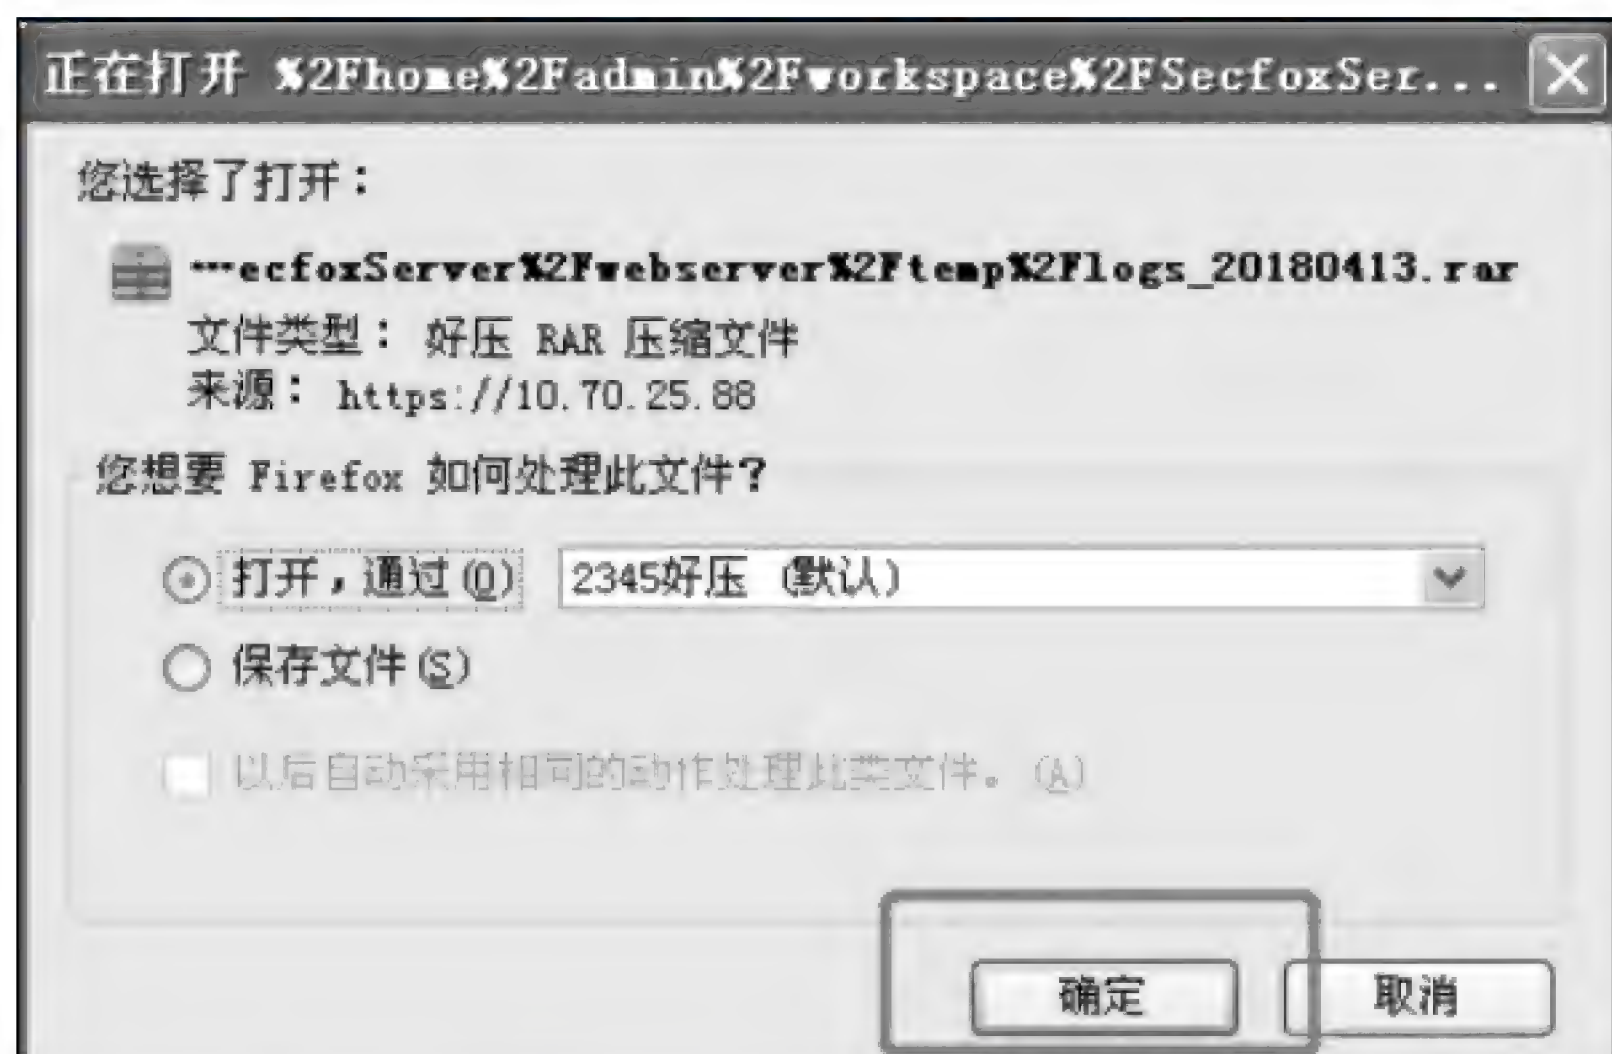 正在打开 %2Fhome%2Fadmin%2Fworkspace%2FSecfoxSer...
您选择了打开：
…ecfoxServer%2Fwebserver%2Ftemp%2Flogs_20180413.rar
文件类型： 好压 RAR 压缩文件
来源： https://10.70.25.88
您想要 Firefox 如何处理此文件？
打开，通过(O) 2345好压 (默认)
保存文件(S)
以后自动采用相同的动作处理此类文件。(A)
确定 取消